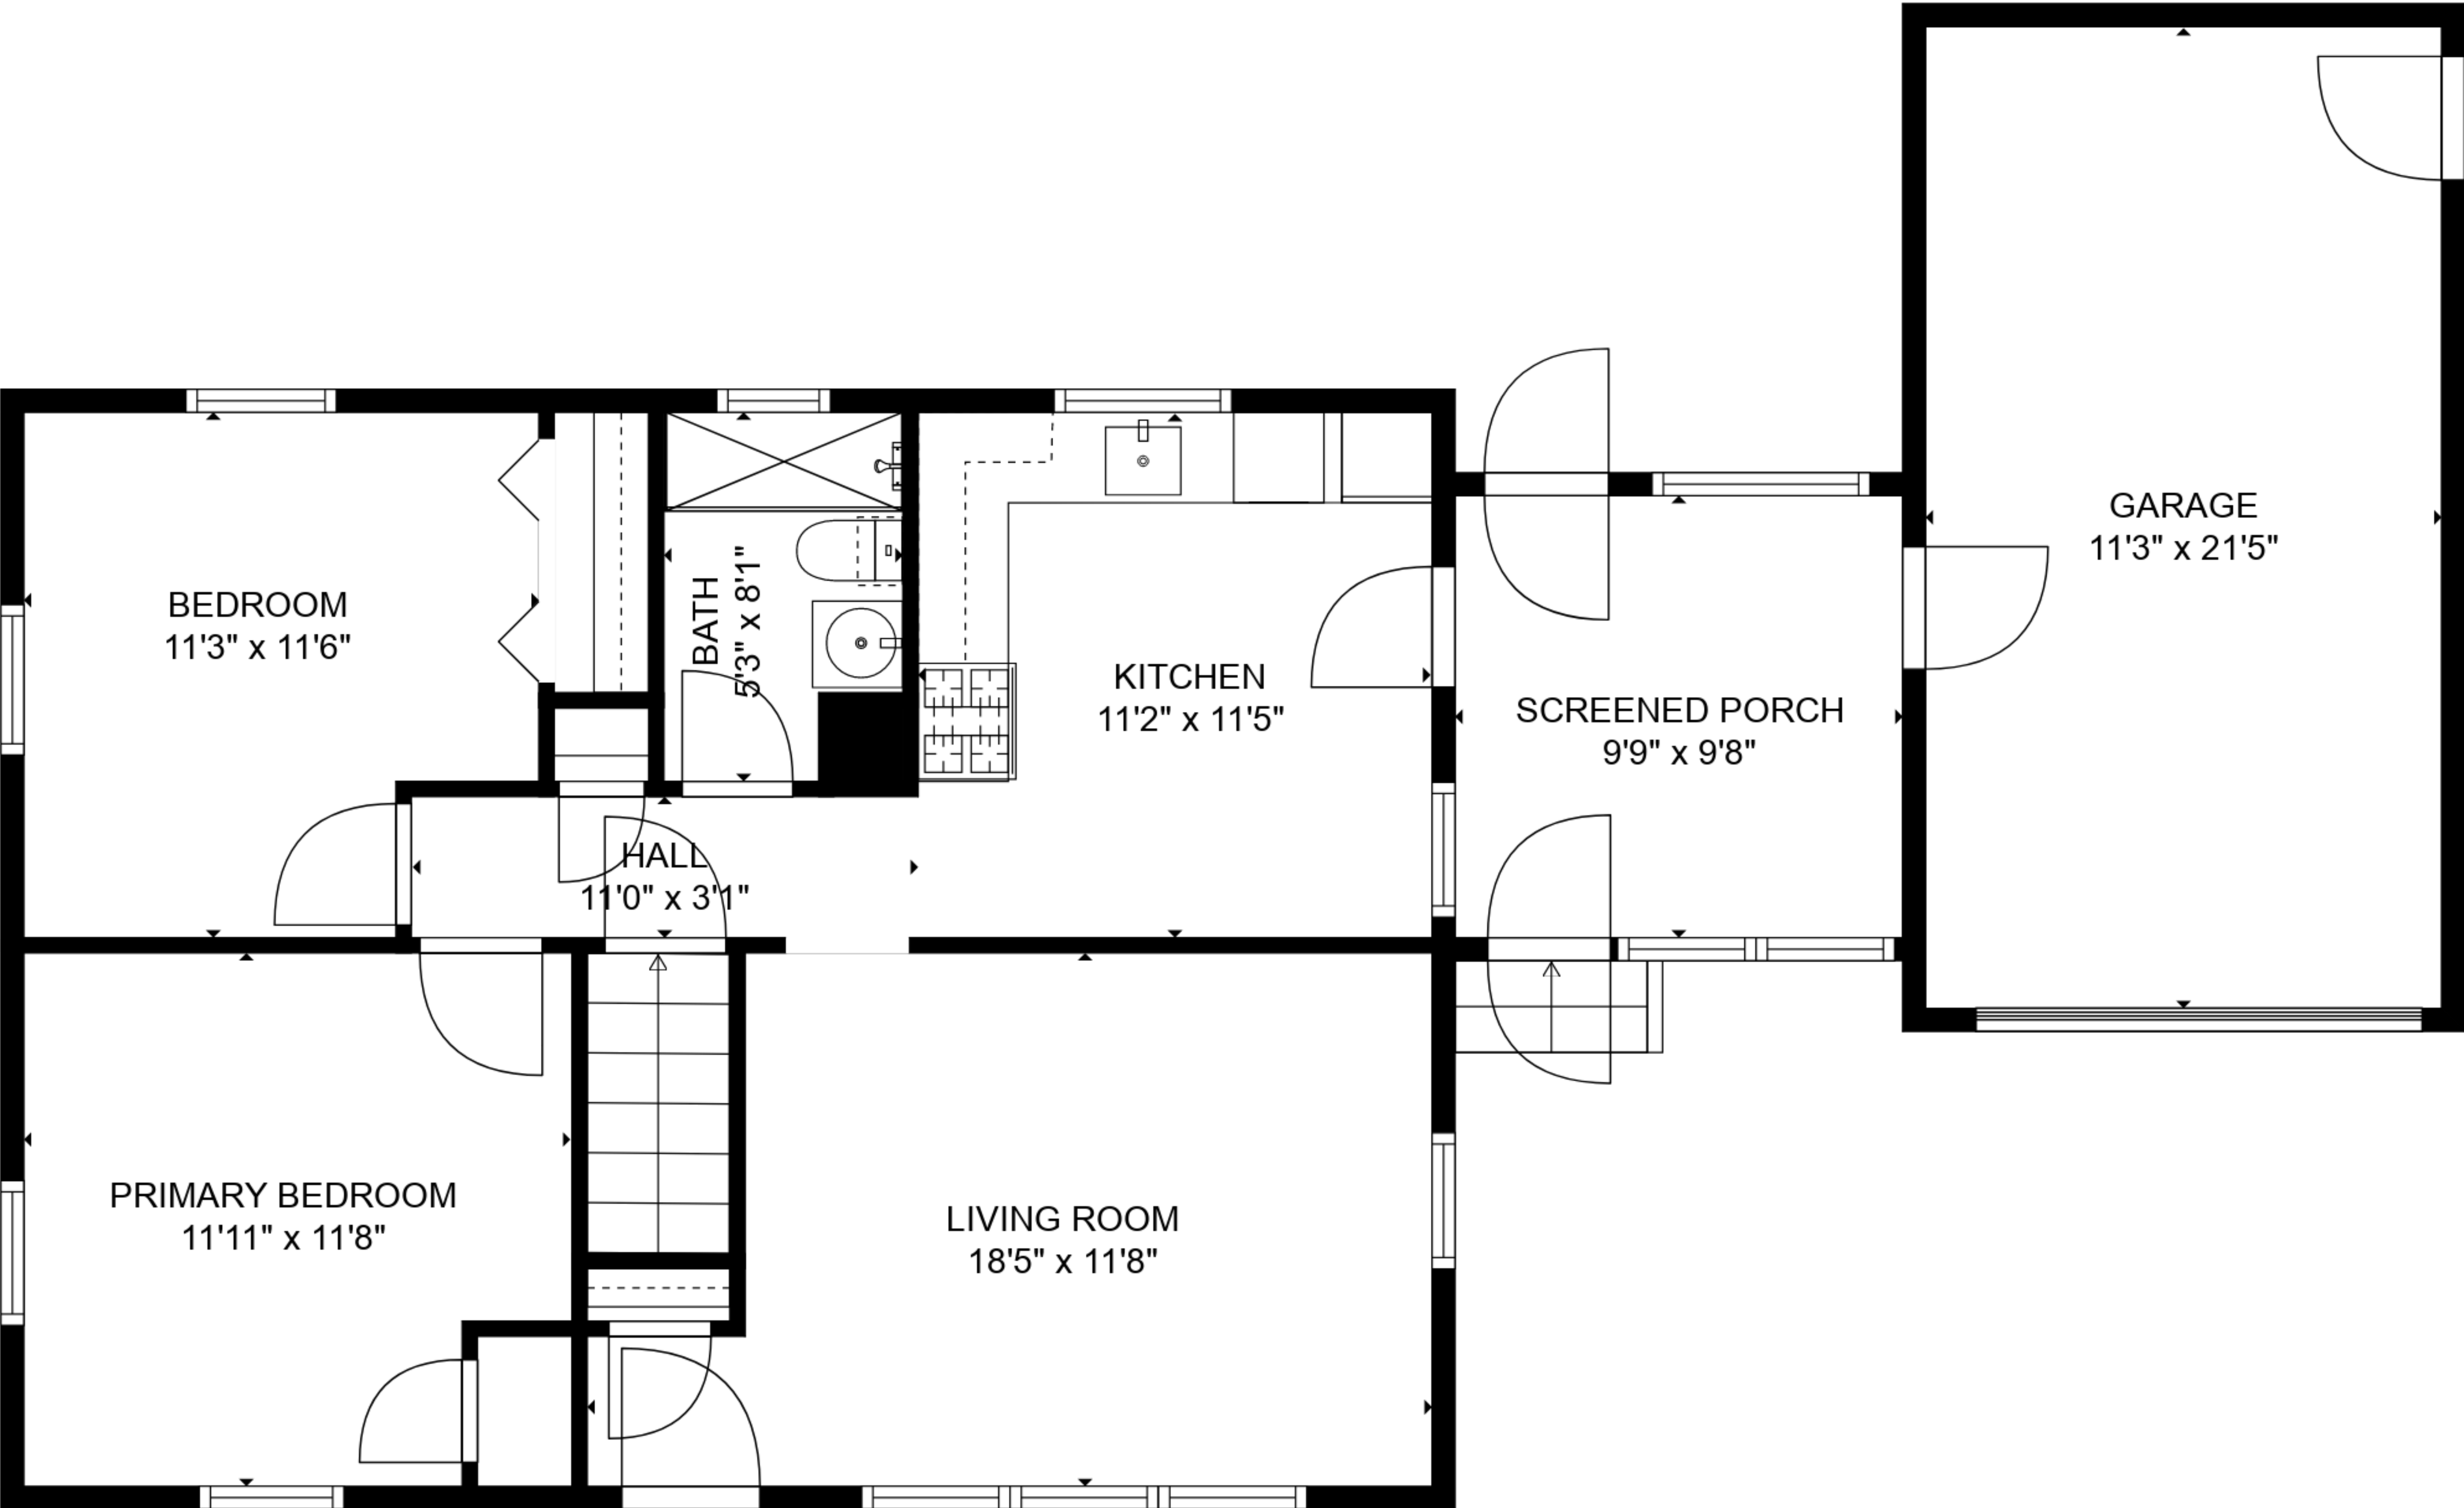 GARAGE
11'3" x 21'5"
BEDROOM
11'3" x 11'6"
BATH
5'3" x 8'1"
KITCHEN
11'2" x 11'5"
SCREENED PORCH
9'9" x 9'8"
HALL
11'0" x 3'1"
PRIMARY BEDROOM
11'11" x 11'8"
LIVING ROOM
18'5" x 11'8"